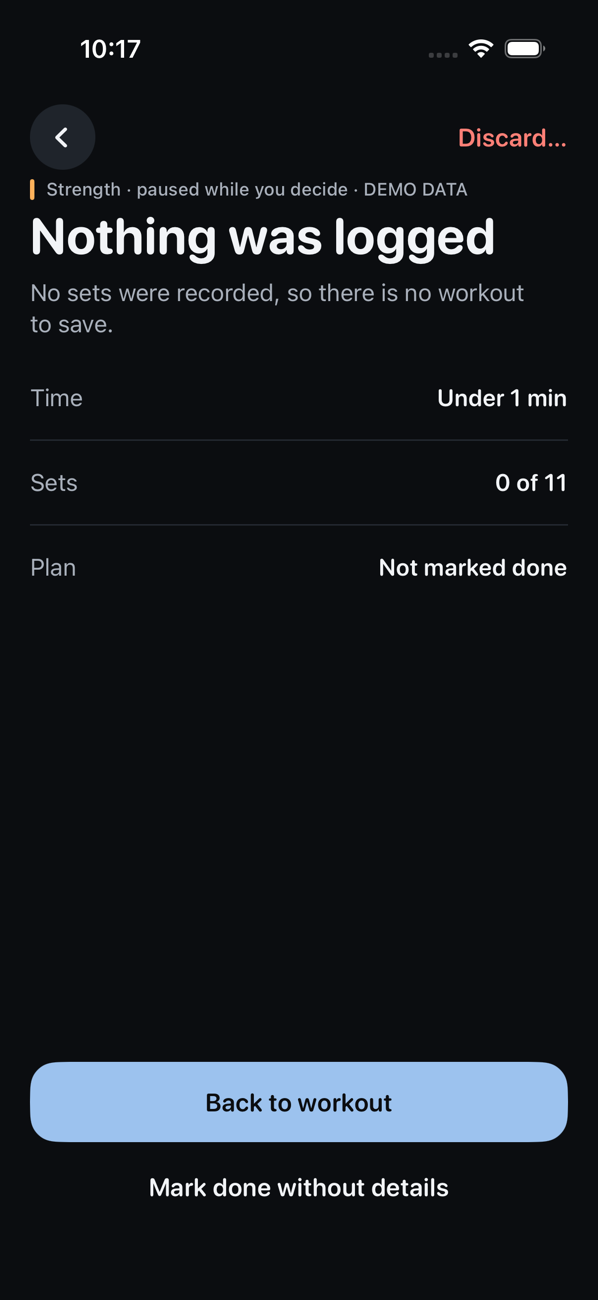 10:17
Discard...
Strength · paused while you decide · DEMO DATA
Nothing was logged
No sets were recorded, so there is no workout
to save.
Time
Under 1 min
Sets
0 of 11
Plan
Not marked done
Back to workout
Mark done without details